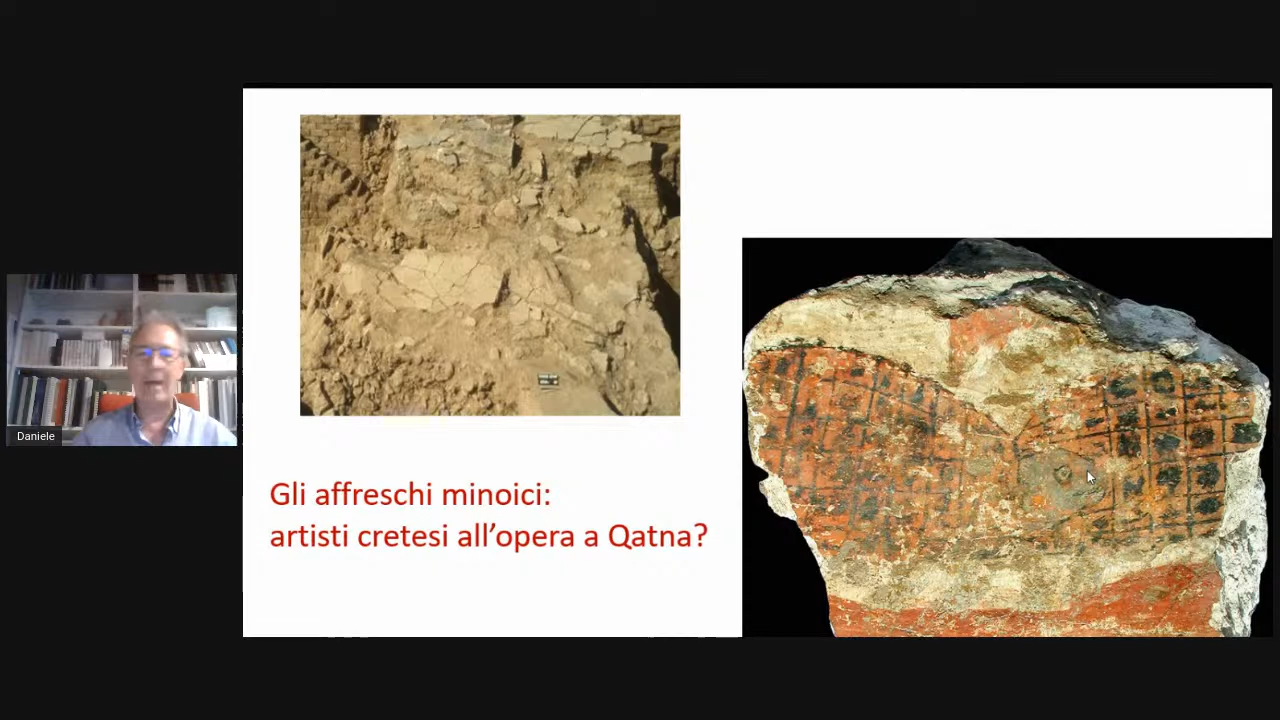 Gli affreschi minoici:
artisti cretesi all’opera a Qatna?
Daniele